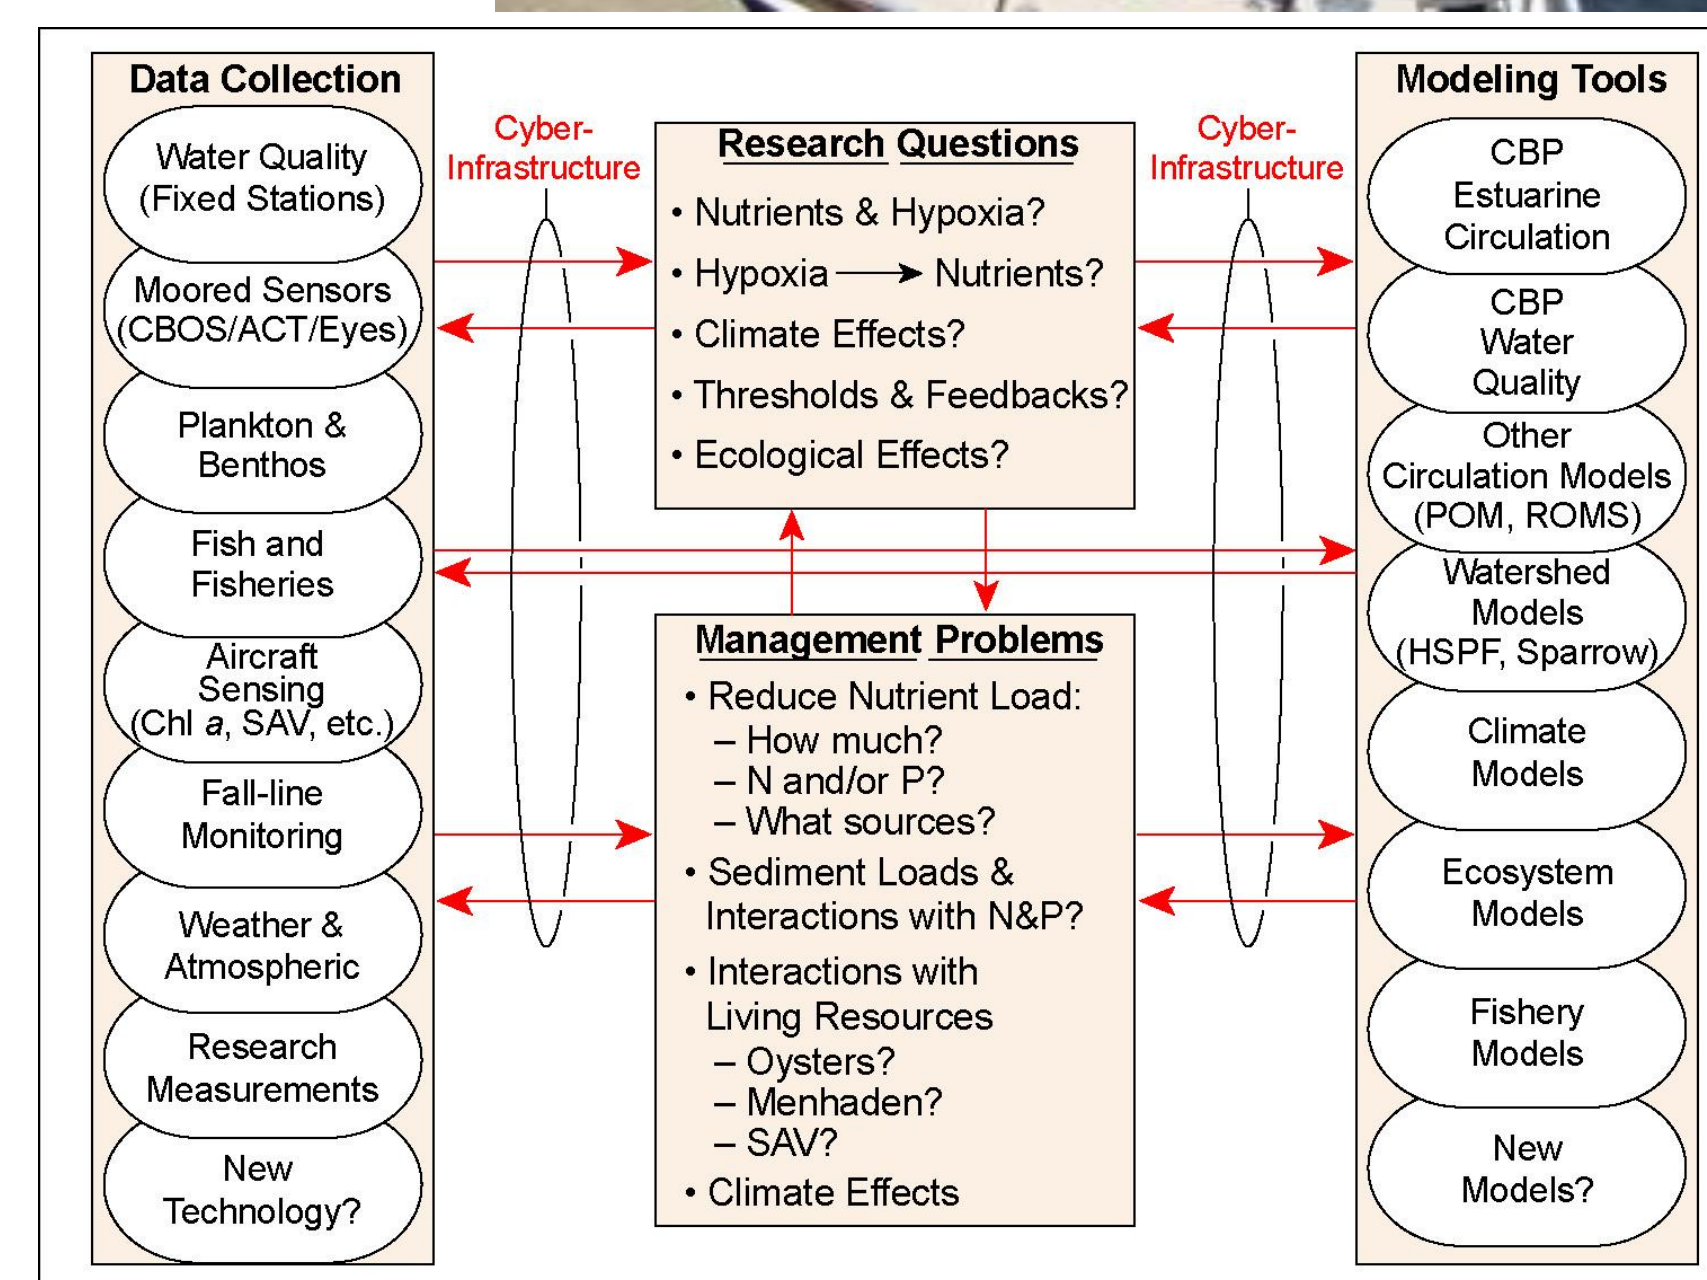 Data Collection
Water Quality
(Fixed Stations)
Moored Sensors
(CBOS/ACT/Eyes)
Plankton &
Benthos
Fish and
Fisheries
Aircraft
Sensing
(Chl a, SAV, etc.)
Fall-line
Monitoring
Weather &
Atmospheric
Research
Measurements
New
Technology?
Cyber-
Infrastructure
Research Questions
• Nutrients & Hypoxia?
• Hypoxia → Nutrients?
• Climate Effects?
• Thresholds & Feedbacks?
• Ecological Effects?
Management Problems
• Reduce Nutrient Load:
– How much?
– N and/or P?
– What sources?
• Sediment Loads &
Interactions with N&P?
• Interactions with
Living Resources
– Oysters?
– Menhaden?
– SAV?
• Climate Effects
Cyber-
Infrastructure
Modeling Tools
CBP
Estuarine
Circulation
CBP
Water
Quality
Other
Circulation Models
(POM, ROMS)
Watershed
Models
(HSPF, Sparrow)
Climate
Models
Ecosystem
Models
Fishery
Models
New
Models?